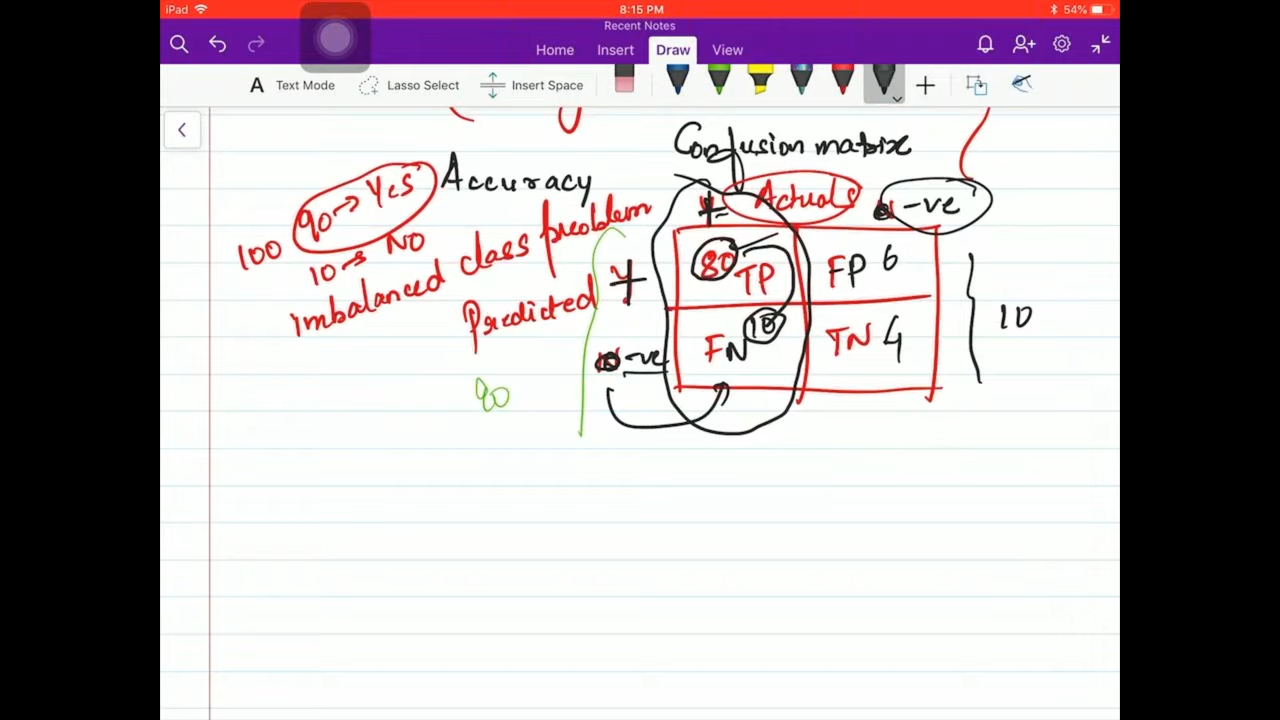 iPad 8:15 PM 54%
Recent Notes
Home Insert Draw View
A Text Mode Lasso Select Insert Space
Confusion matrix
Accuracy
90 → Yes
100
10 → NO
imbalanced class problem
Actuals
+ -ve
Predicted
+ 80 TP FP 6
-ve FN 10 TN 4
10
90